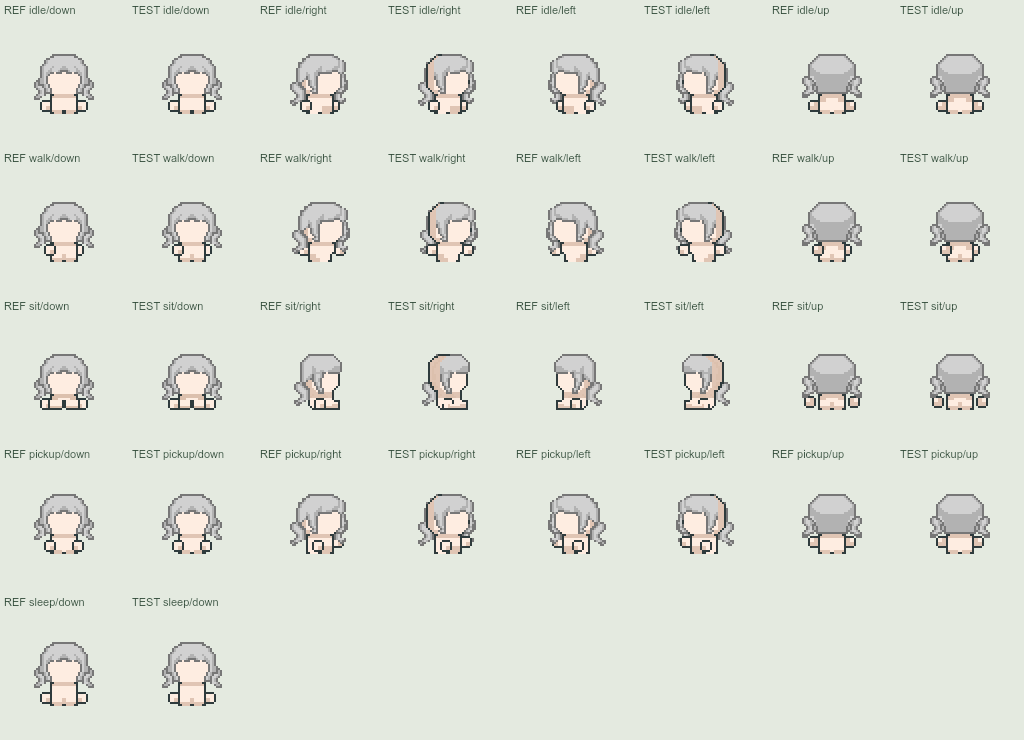 REF idle/down TEST idle/down REF idle/right TEST idle/right REF idle/left TEST idle/left REF idle/up TEST idle/up
REF walk/down TEST walk/down REF walk/right TEST walk/right REF walk/left TEST walk/left REF walk/up TEST walk/up
REF sit/down TEST sit/down REF sit/right TEST sit/right REF sit/left TEST sit/left REF sit/up TEST sit/up
REF pickup/down TEST pickup/down REF pickup/right TEST pickup/right REF pickup/left TEST pickup/left REF pickup/up TEST pickup/up
REF sleep/down TEST sleep/down